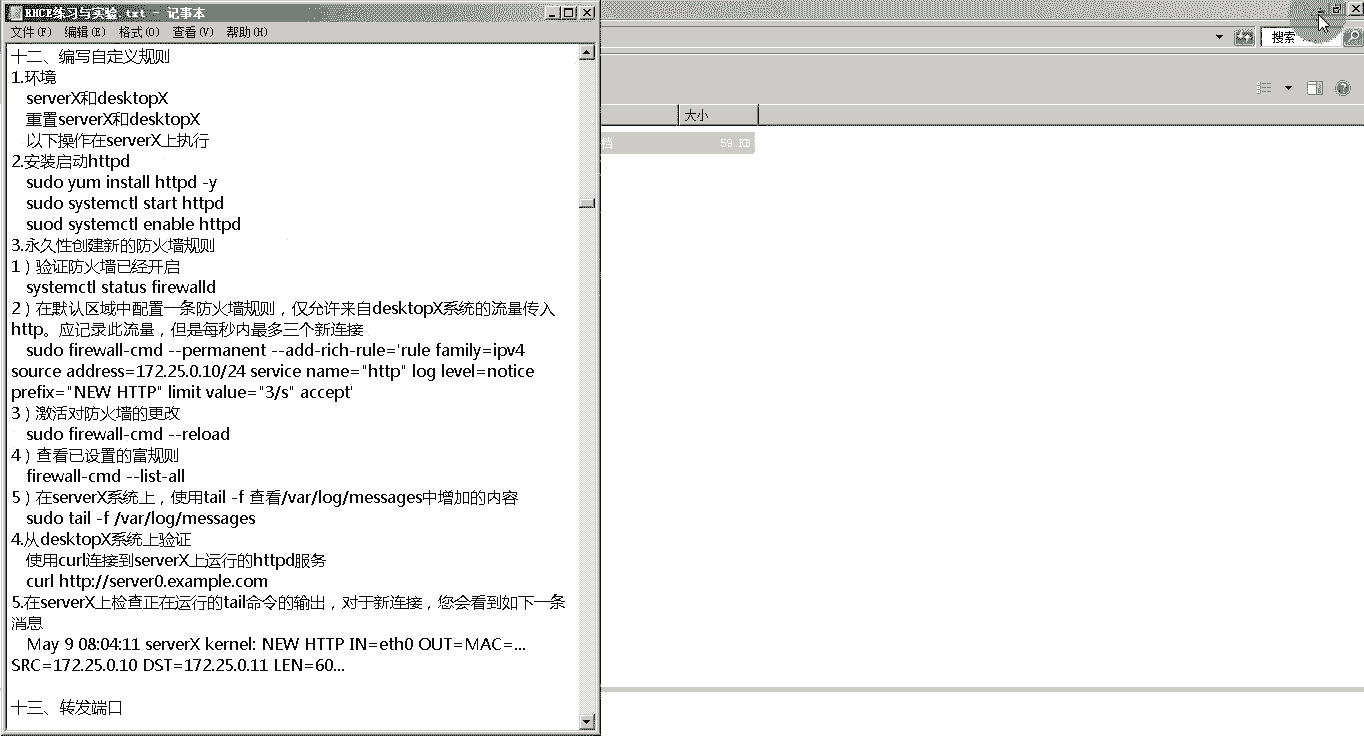 RHCE练习与实验.txt - 记事本
文件(F) 编辑(E) 格式(O) 查看(V) 帮助(H)
十二、编写自定义规则
1.环境
serverX和desktopX
重置serverX和desktopX
以下操作在serverX上执行
2.安装启动httpd
sudo yum install httpd -y
sudo systemctl start httpd
suod systemctl enable httpd
3.永久性创建新的防火墙规则
1）验证防火墙已经开启
systemctl status firewalld
2）在默认区域中配置一条防火墙规则，仅允许来自desktopX系统的流量传入
http。应记录此流量，但是每秒内最多三个新连接
sudo firewall-cmd --permanent --add-rich-rule='rule family=ipv4
source address=172.25.0.10/24 service name="http" log level=notice
prefix="NEW HTTP" limit value="3/s" accept'
3）激活对防火墙的更改
sudo firewall-cmd --reload
4）查看已设置的富规则
firewall-cmd --list-all
5）在serverX系统上，使用tail -f 查看/var/log/messages中增加的内容
sudo tail -f /var/log/messages
4.从desktopX系统上验证
使用curl连接到serverX上运行的httpd服务
curl http://server0.example.com
5.在serverX上检查正在运行的tail命令的输出，对于新连接，您会看到如下一条
消息
May 9 08:04:11 serverX kernel: NEW HTTP IN=eth0 OUT=MAC=...
SRC=172.25.0.10 DST=172.25.0.11 LEN=60...
十三、转发端口
搜索
大小
档 59 KB